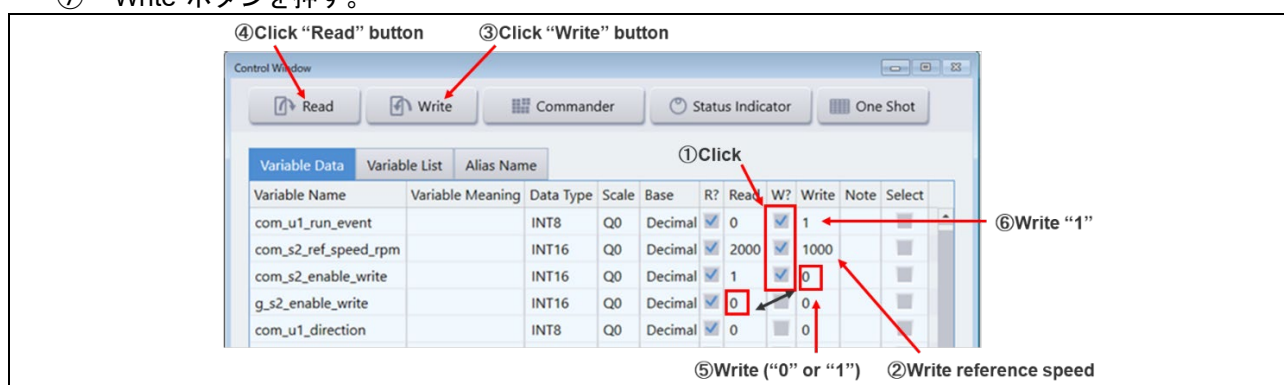 ⑦ "Write"ボタンを押す。
④Click “Read” button ③Click “Write” button
Control Window
Read Write Commander Status Indicator One Shot
①Click
Variable Data Variable List Alias Name
Variable Name Variable Meaning Data Type Scale Base R? Read W? Write Note Select
com_u1_run_event INT8 Q0 Decimal 0 1
⑥Write “1”
com_s2_ref_speed_rpm INT16 Q0 Decimal 2000 1000
com_s2_enable_write INT16 Q0 Decimal 1 0
g_s2_enable_write INT16 Q0 Decimal 0 0
com_u1_direction INT8 Q0 Decimal 0 0
⑤Write (“0” or “1”) ②Write reference speed